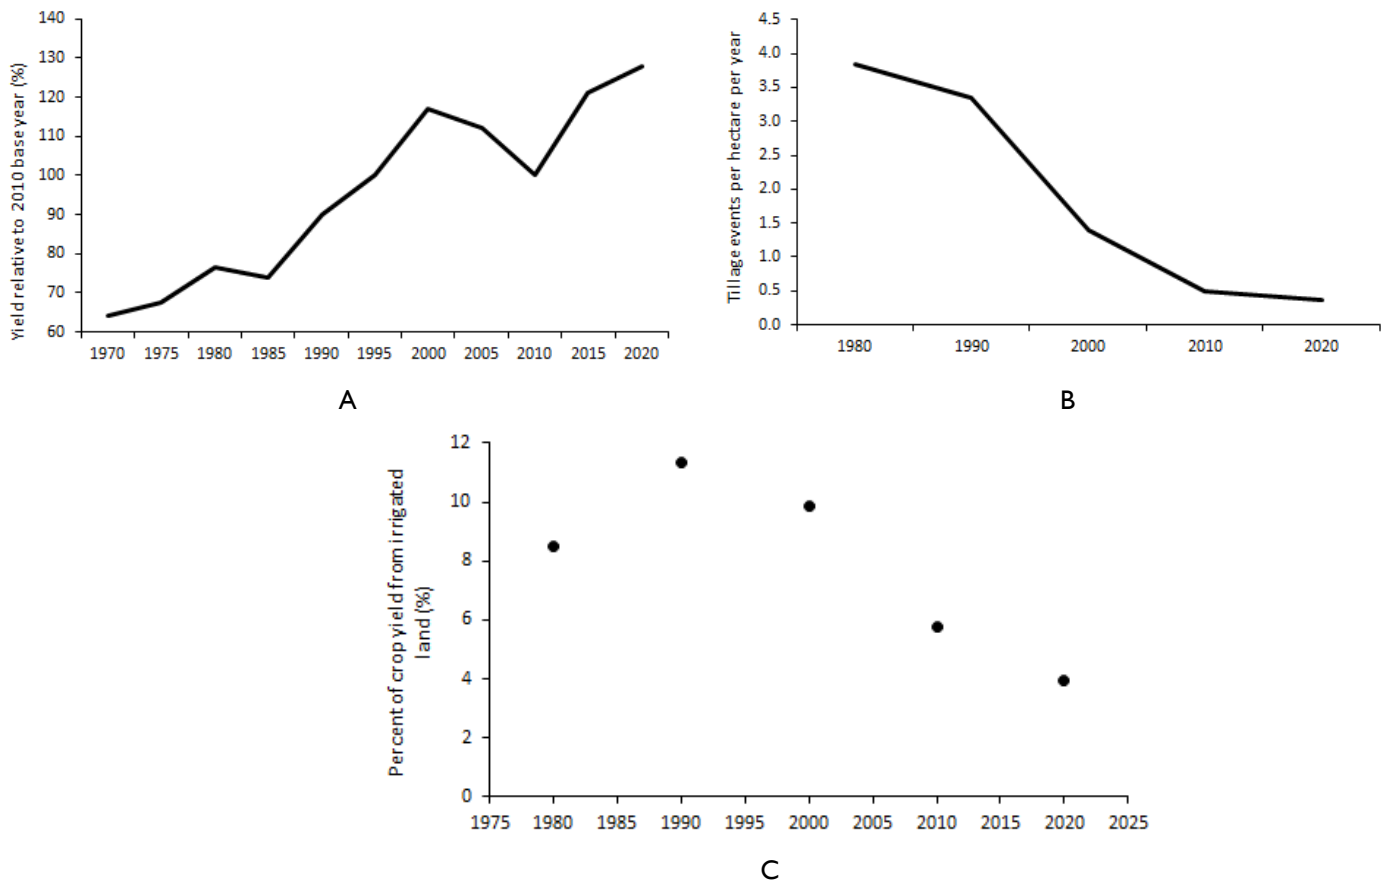 Yield relative to 2010 base year (%)
140
130
120
110
100
90
80
70
60
1970 1975 1980 1985 1990 1995 2000 2005 2010 2015 2020
A
Tillage events per hectare per year
4.5
4.0
3.5
3.0
2.5
2.0
1.5
1.0
0.5
0.0
1980 1990 2000 2010 2020
B
Percent of crop yield from irrigated
land (%)
12
10
8
6
4
2
0
1975 1980 1985 1990 1995 2000 2005 2010 2015 2020 2025
C